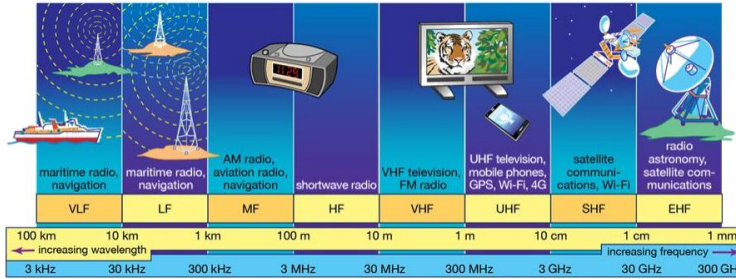 11:24
maritime radio,
navigation
maritime radio,
navigation
AM radio,
aviation radio,
navigation
shortwave radio
VHF television,
FM radio
UHF television,
mobile phones,
GPS, Wi-Fi, 4G
satellite
communi-
cations, Wi-Fi
radio
astronomy,
satellite com-
munications
VLF LF MF HF VHF UHF SHF EHF
100 km 10 km 1 km 100 m 10 m 1 m 10 cm 1 cm 1 mm
increasing wavelength increasing frequency
3 kHz 30 kHz 300 kHz 3 MHz 30 MHz 300 MHz 3 GHz 30 GHz 300 GHz